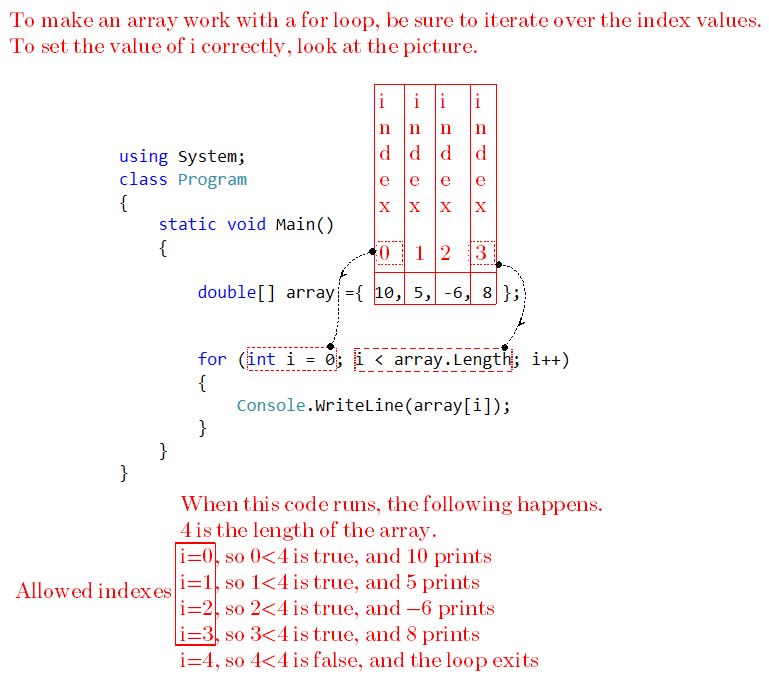 To make an array work with a for loop, be sure to iterate over the index values.
To set the value of i correctly, look at the picture.
index index index index
0 1 2 3
using System;
class Program
{
static void Main()
{
double[] array ={ 10, 5, -6, 8 };
for (int i = 0; i < array.Length; i++)
{
Console.WriteLine(array[i]);
}
}
}
When this code runs, the following happens.
4 is the length of the array.
i=0, so 0<4 is true, and 10 prints
Allowed indexes i=1, so 1<4 is true, and 5 prints
i=2, so 2<4 is true, and −6 prints
i=3, so 3<4 is true, and 8 prints
i=4, so 4<4 is false, and the loop exits